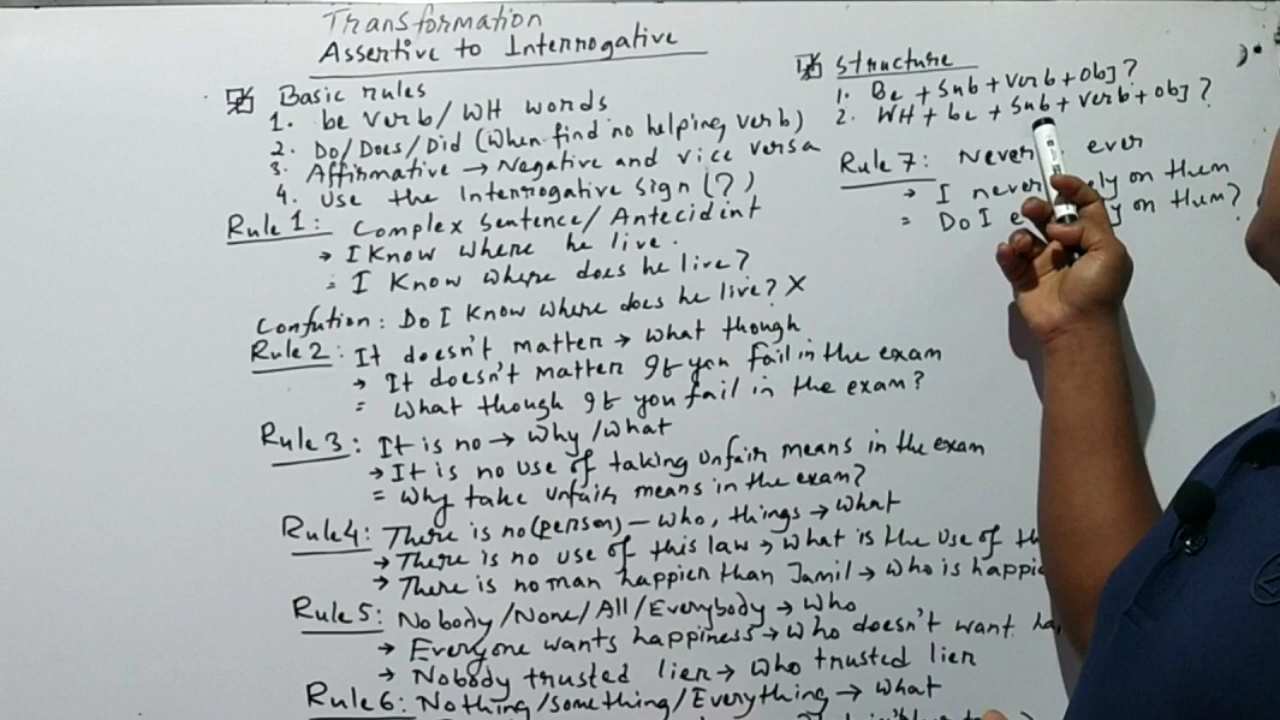 Transformation
Assertive to Interrogative
Basic rules
1. be verb/ WH words
2. Do/Does/Did (When find no helping verb)
3. Affirmative → Negative and vice versa
4. Use the Interrogative Sign (?)
Rule 1: Complex Sentence/ Antecident
→ I Know where he live.
= I Know where does he live?
Confution: Do I Know where does he live? X
Rule 2: It doesn't matter → what though
→ It doesn't matter If you fail in the exam
= What though If you fail in the exam?
Rule 3: It is no → Why /what
→ It is no use of taking unfair means in the exam
= Why take unfair means in the exam?
Rule 4: There is no (person) – who, things → what
→ There is no use of this law → what is the use of
→ There is no man happier than Jamil → who is
Rule 5: Nobody /None/ All/Everybody → Who
→ Everyone wants happiness → who doesn't want
→ Nobody trusted lier → who trusted lier
Rule 6: Nothing /something/ Everything → what
Structure
1. Be + Sub + Verb + Obj ?
2. WH + be + Sub + verb + obj ?
Rule 7: Never ever
→ I never on them
= Do I on them?